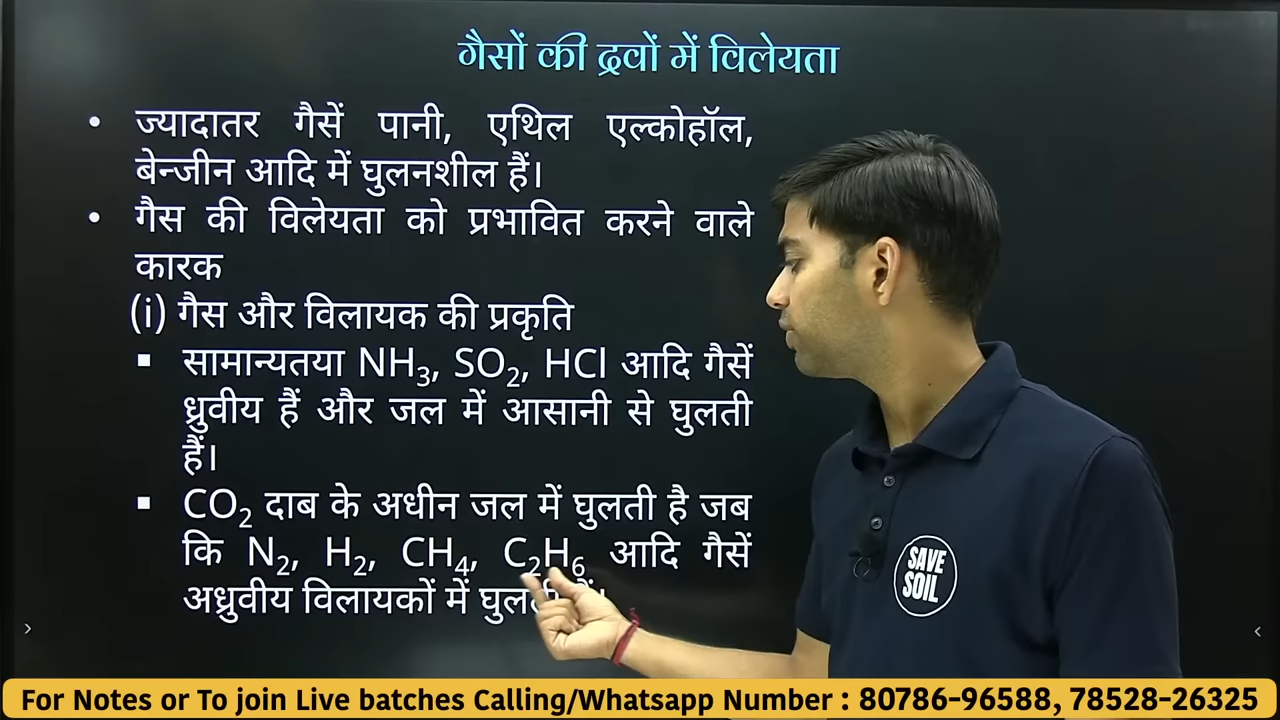 गैसों की द्रवों में विलेयता
• ज्यादातर गैसें पानी, एथिल एल्कोहॉल,
बेन्जीन आदि में घुलनशील हैं।
• गैस की विलेयता को प्रभावित करने वाले
कारक
(i) गैस और विलायक की प्रकृति
▪ सामान्यतया NH₃, SO₂, HCl आदि गैसें
ध्रुवीय हैं और जल में आसानी से घुलती
हैं।
▪ CO₂ दाब के अधीन जल में घुलती है जब
कि N₂, H₂, CH₄, C₂H₆ आदि गैसें
अध्रुवीय विलायकों में
SAVE
SOIL
For Notes or To join Live batches Calling/Whatsapp Number : 80786-96588, 78528-26325